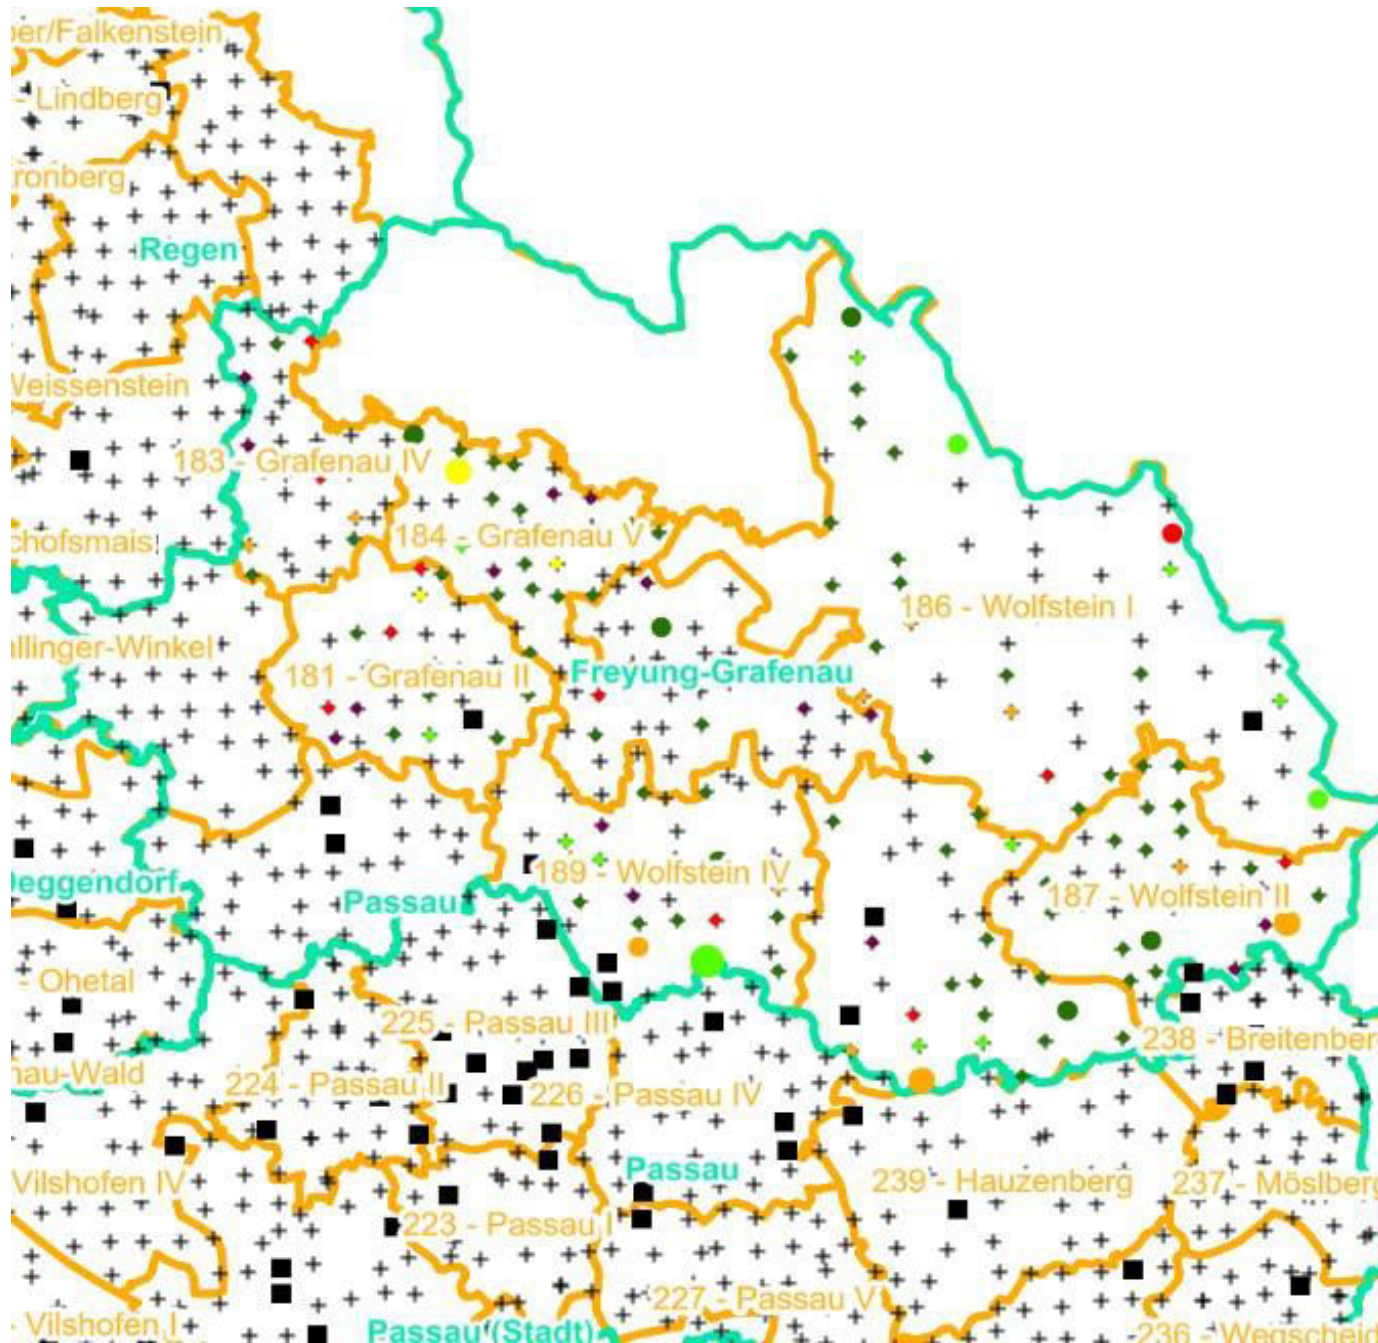 er/Falkenstein
- Lindberg
ronberg
Regen
Weissenstein
183 - Grafenau IV
184 - Grafenau V
chofsmais
186 - Wolfstein I
allinger-Winkel
181 - Grafenau II
Freyung-Grafenau
189 - Wolfstein IV
Deggendorf
187 - Wolfstein II
Passau
- Ohetal
225 - Passau III
238 - Breitenber
nau-Wald
224 - Passau II
226 - Passau IV
Passau
Vilshofen IV
239 - Hauzenberg
237 - Möslberg
223 - Passau I
227 - Passau V
- Vilshofen I
Passau (Stadt)
236 - Wegscheid